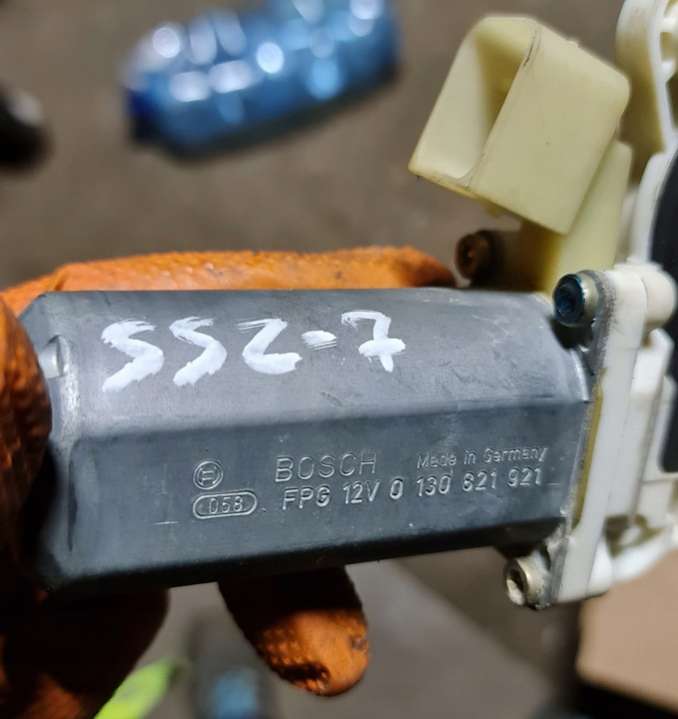 SSZ-7
BOSCH Made in Germany
058 FPG 12V 0 130 821 921